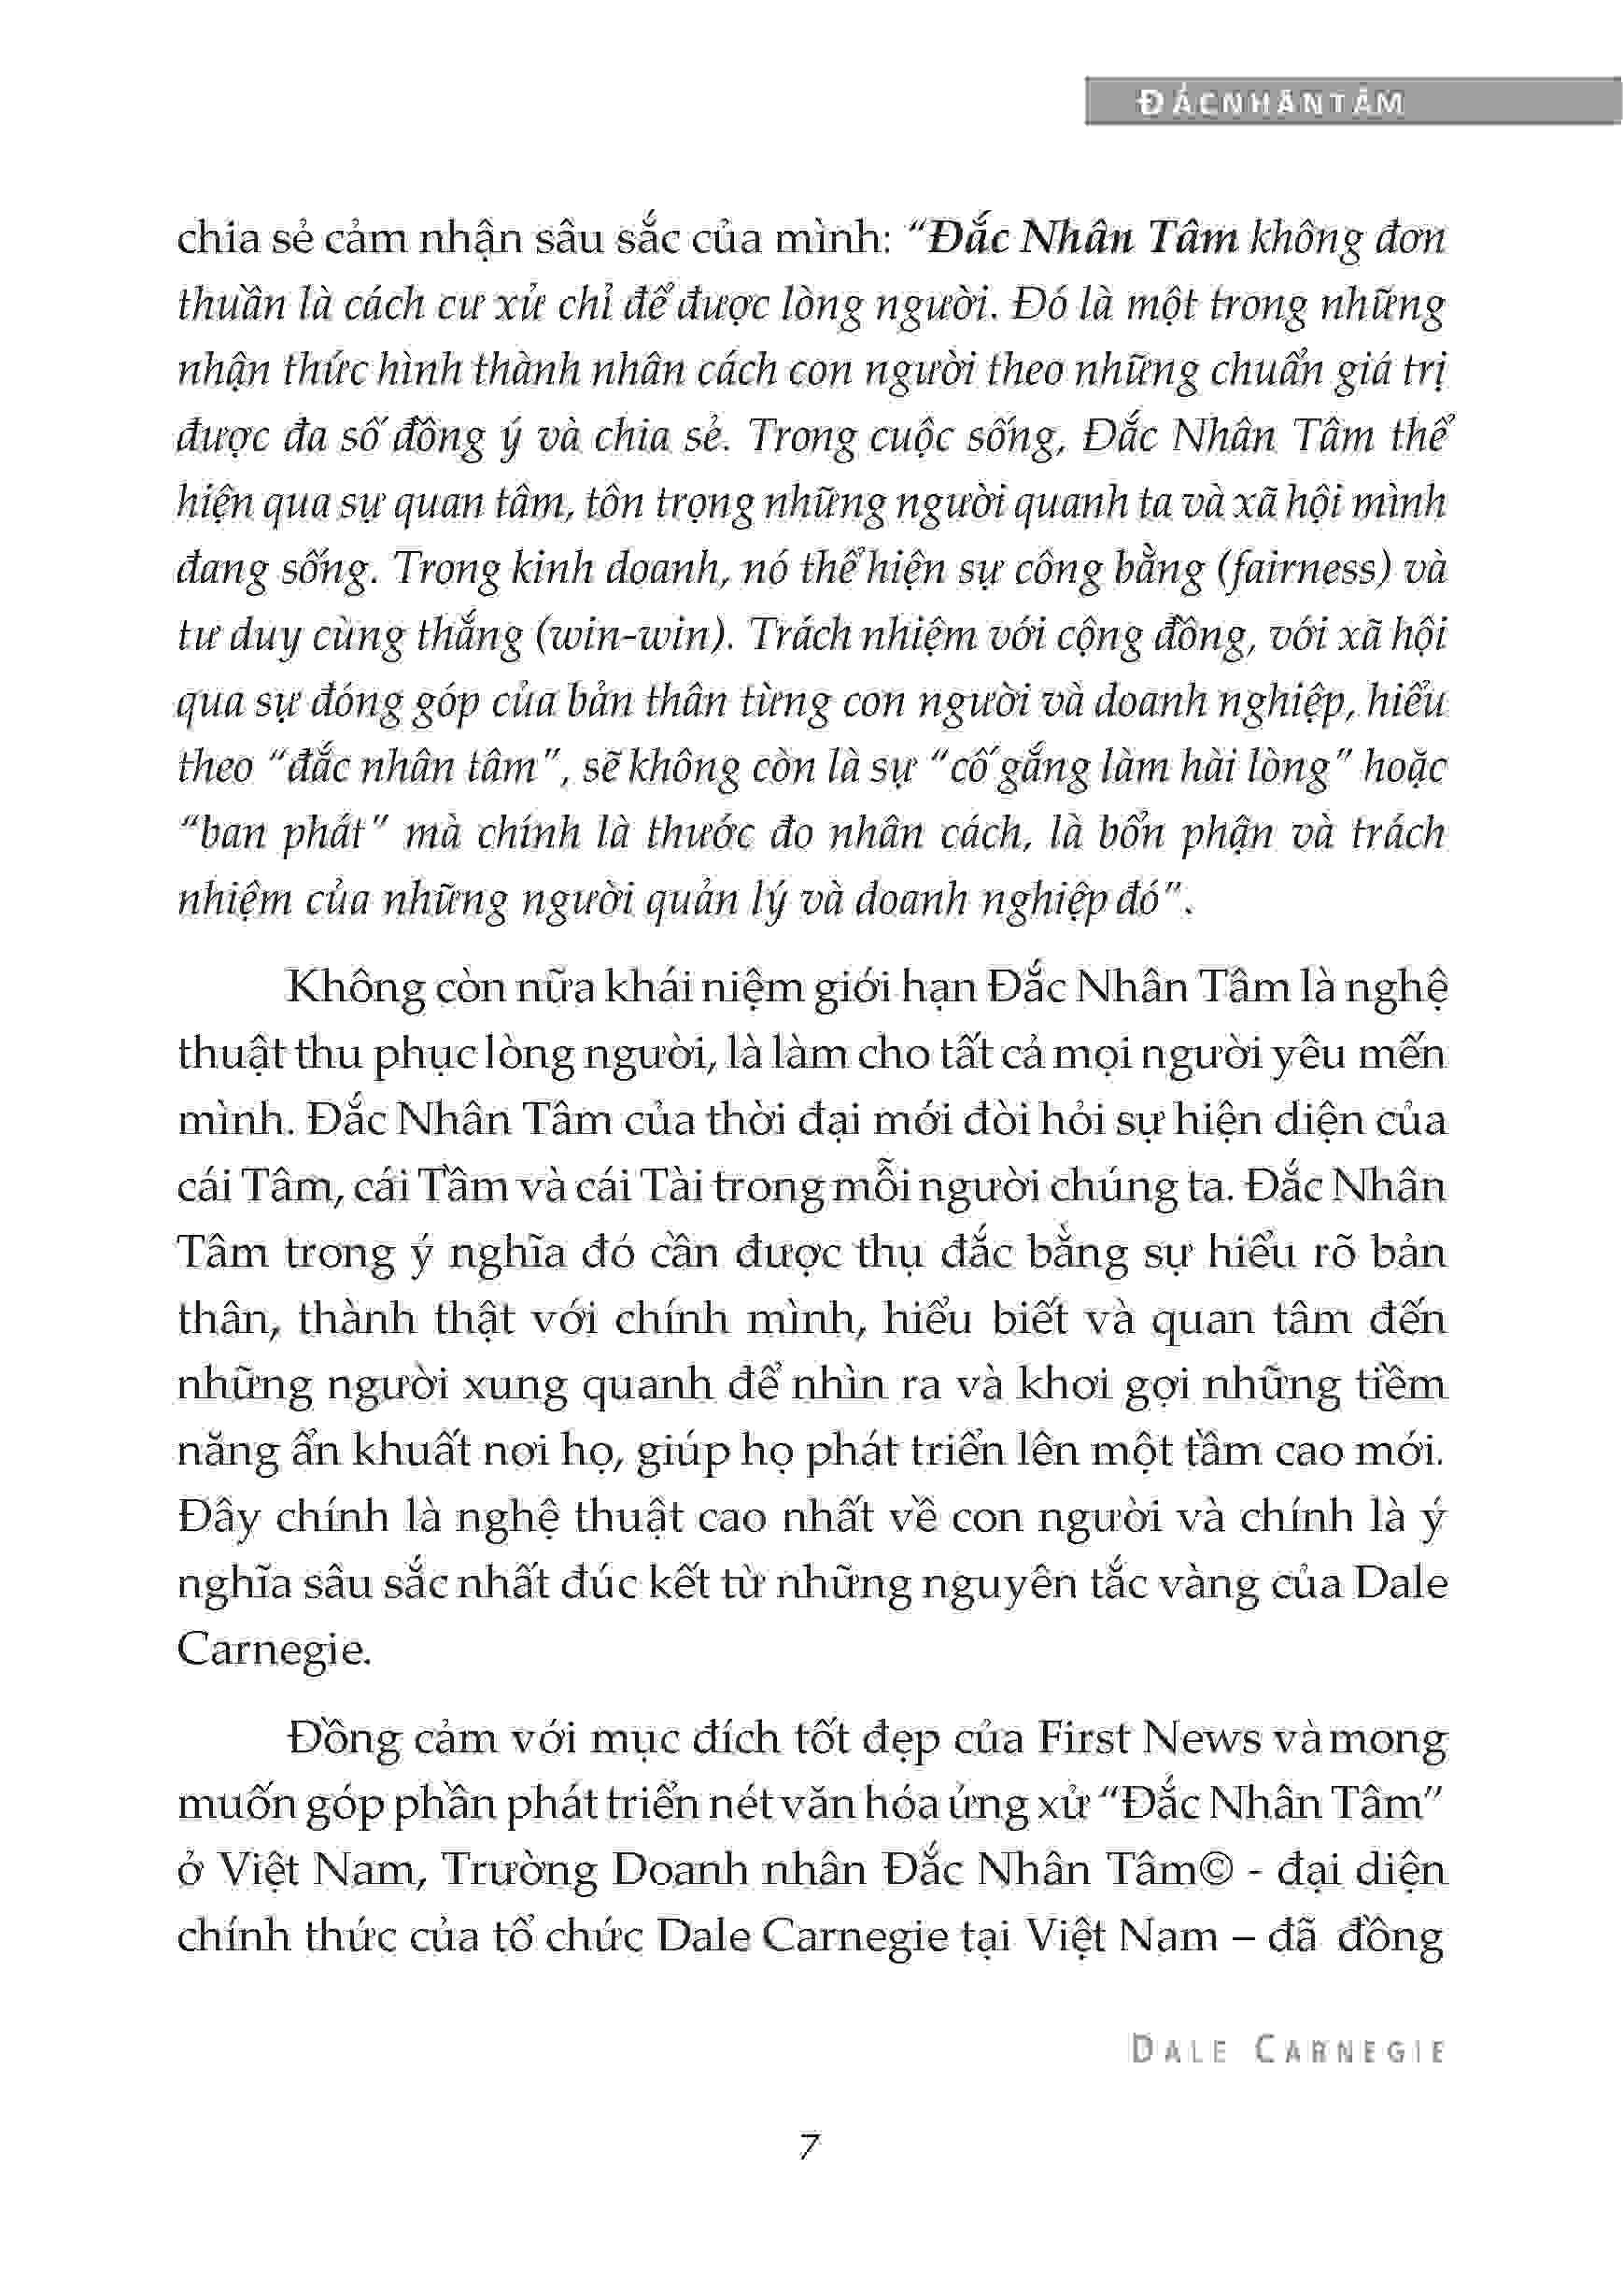 ĐẮCNHÂNTÂM
chia sẻ cảm nhận sâu sắc của mình: “Đắc Nhân Tâm không đơn
thuần là cách cư xử chỉ để được lòng người. Đó là một trong những
nhận thức hình thành nhân cách con người theo những chuẩn giá trị
được đa số đồng ý và chia sẻ. Trong cuộc sống, Đắc Nhân Tâm thể
hiện qua sự quan tâm, tôn trọng những người quanh ta và xã hội mình
đang sống. Trong kinh doanh, nó thể hiện sự công bằng (fairness) và
tư duy cùng thắng (win-win). Trách nhiệm với cộng đồng, với xã hội
qua sự đóng góp của bản thân từng con người và doanh nghiệp, hiểu
theo “đắc nhân tâm”, sẽ không còn là sự “cố gắng làm hài lòng” hoặc
“ban phát” mà chính là thước đo nhân cách, là bổn phận và trách
nhiệm của những người quản lý và doanh nghiệp đó”.
Không còn nữa khái niệm giới hạn Đắc Nhân Tâm là nghệ
thuật thu phục lòng người, là làm cho tất cả mọi người yêu mến
mình. Đắc Nhân Tâm của thời đại mới đòi hỏi sự hiện diện của
cái Tâm, cái Tầm và cái Tài trong mỗi người chúng ta. Đắc Nhân
Tâm trong ý nghĩa đó cần được thụ đắc bằng sự hiểu rõ bản
thân, thành thật với chính mình, hiểu biết và quan tâm đến
những người xung quanh để nhìn ra và khơi gợi những tiềm
năng ẩn khuất nơi họ, giúp họ phát triển lên một tầm cao mới.
Đây chính là nghệ thuật cao nhất về con người và chính là ý
nghĩa sâu sắc nhất đúc kết từ những nguyên tắc vàng của Dale
Carnegie.
Đồng cảm với mục đích tốt đẹp của First News và mong
muốn góp phần phát triển nét văn hóa ứng xử “Đắc Nhân Tâm”
ở Việt Nam, Trường Doanh nhân Đắc Nhân Tâm© - đại diện
chính thức của tổ chức Dale Carnegie tại Việt Nam – đã đồng
DALE CARNEGIE
7